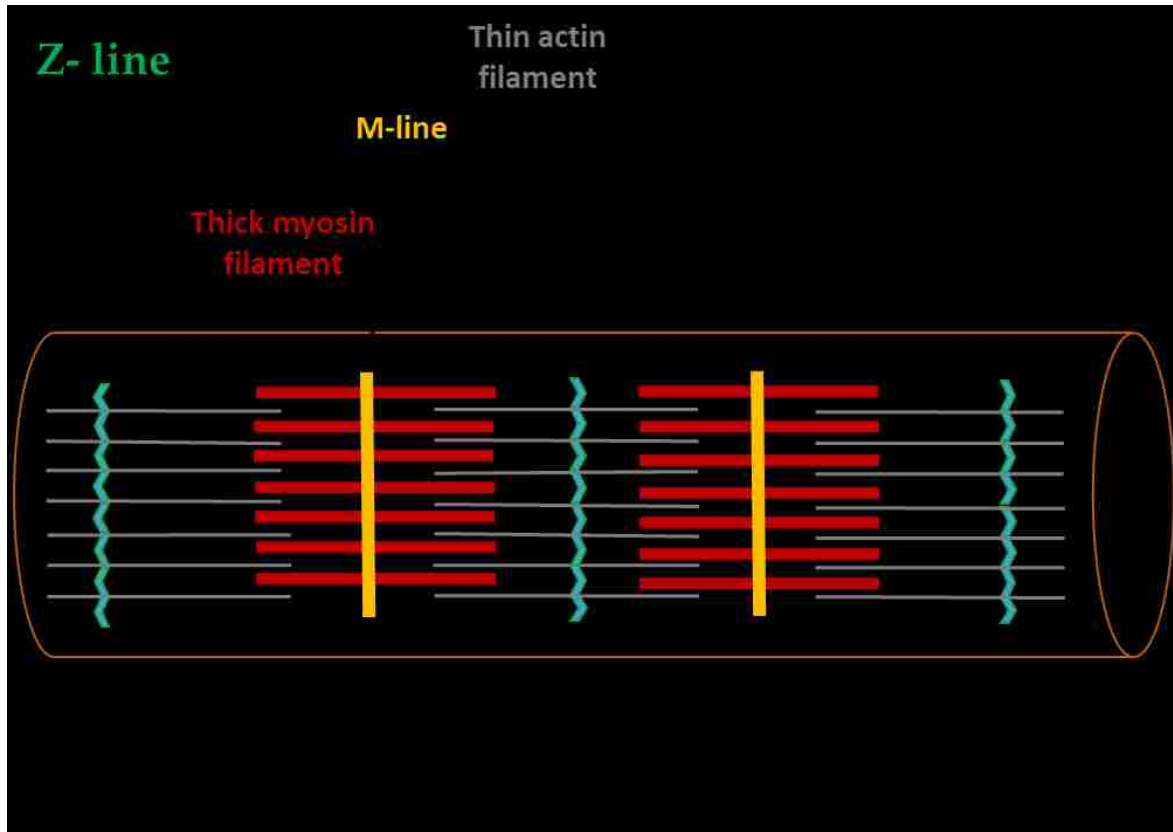 Z- line
Thin actin
filament
M-line
Thick myosin
filament